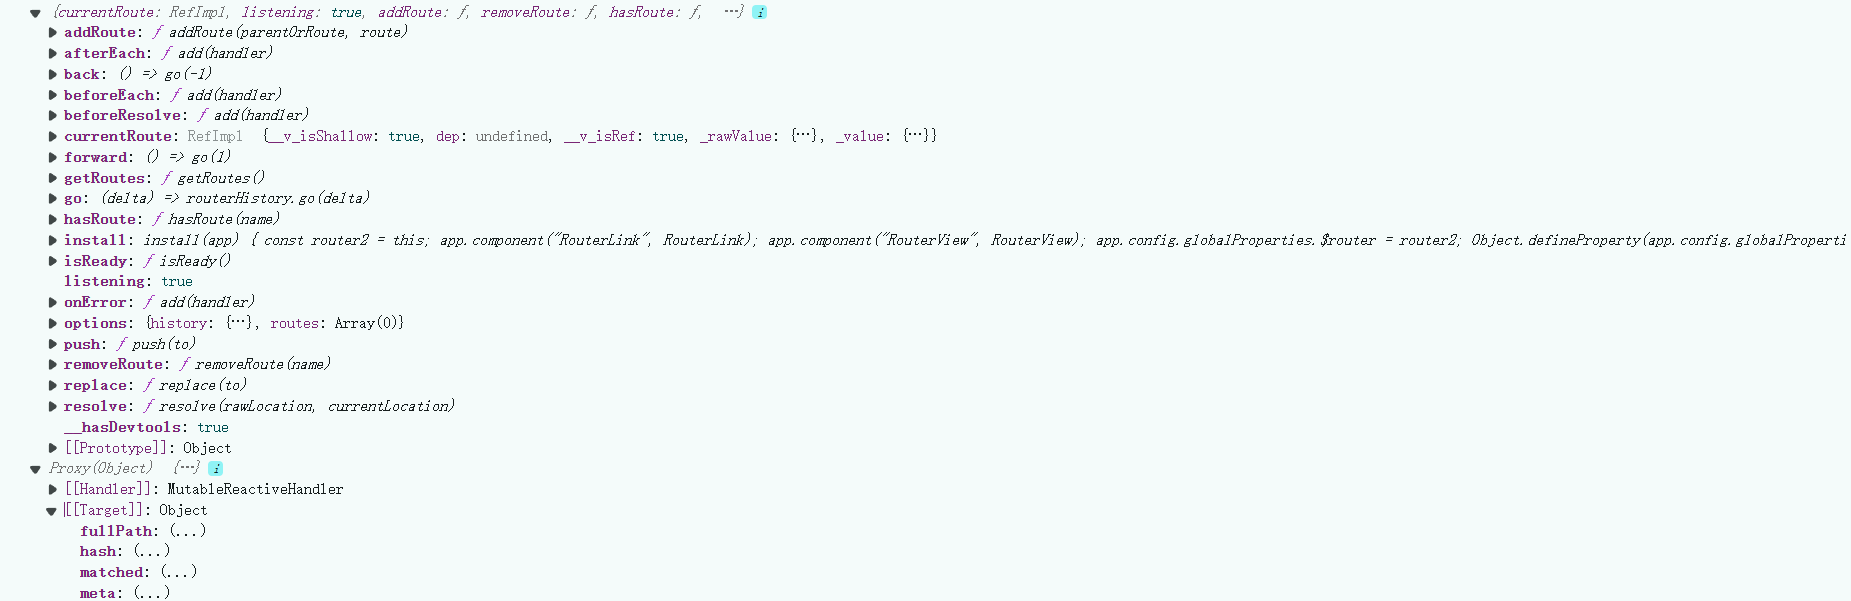 {currentRoute: RefImpl, listening: true, addRoute: ƒ, removeRoute: ƒ, hasRoute: ƒ, …} i
addRoute: ƒ addRoute(parentOrRoute, route)
afterEach: ƒ add(handler)
back: () => go(-1)
beforeEach: ƒ add(handler)
beforeResolve: ƒ add(handler)
currentRoute: RefImpl {__v_isShallow: true, dep: undefined, __v_isRef: true, _rawValue: {…}, _value: {…}}
forward: () => go(1)
getRoutes: ƒ getRoutes()
go: (delta) => routerHistory.go(delta)
hasRoute: ƒ hasRoute(name)
install: install(app) { const router2 = this; app.component("RouterLink", RouterLink); app.component("RouterView", RouterView); app.config.globalProperties.$router = router2; Object.defineProperty(app.config.globalProperti
isReady: ƒ isReady()
listening: true
onError: ƒ add(handler)
options: {history: {…}, routes: Array(0)}
push: ƒ push(to)
removeRoute: ƒ removeRoute(name)
replace: ƒ replace(to)
resolve: ƒ resolve(rawLocation, currentLocation)
__hasDevtools: true
[[Prototype]]: Object
Proxy(Object) {…} i
[[Handler]]: MutableReactiveHandler
[[Target]]: Object
fullPath: (...)
hash: (...)
matched: (...)
meta: (...)